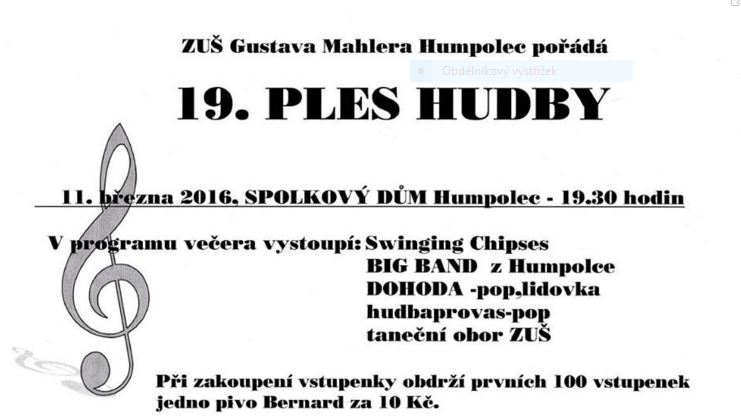 ZUŠ Gustava Mahlera Humpolec pořádá
Obdélníkový výstřižek
19. PLES HUDBY
11. března 2016, SPOLKOVÝ DŮM Humpolec - 19.30 hodin
V programu večera vystoupí: Swinging Chipses
BIG BAND z Humpolce
DOHODA -pop,lidovka
hudbaprovas-pop
taneční obor ZUŠ
Při zakoupení vstupenky obdrží prvních 100 vstupenek
jedno pivo Bernard za 10 Kč.